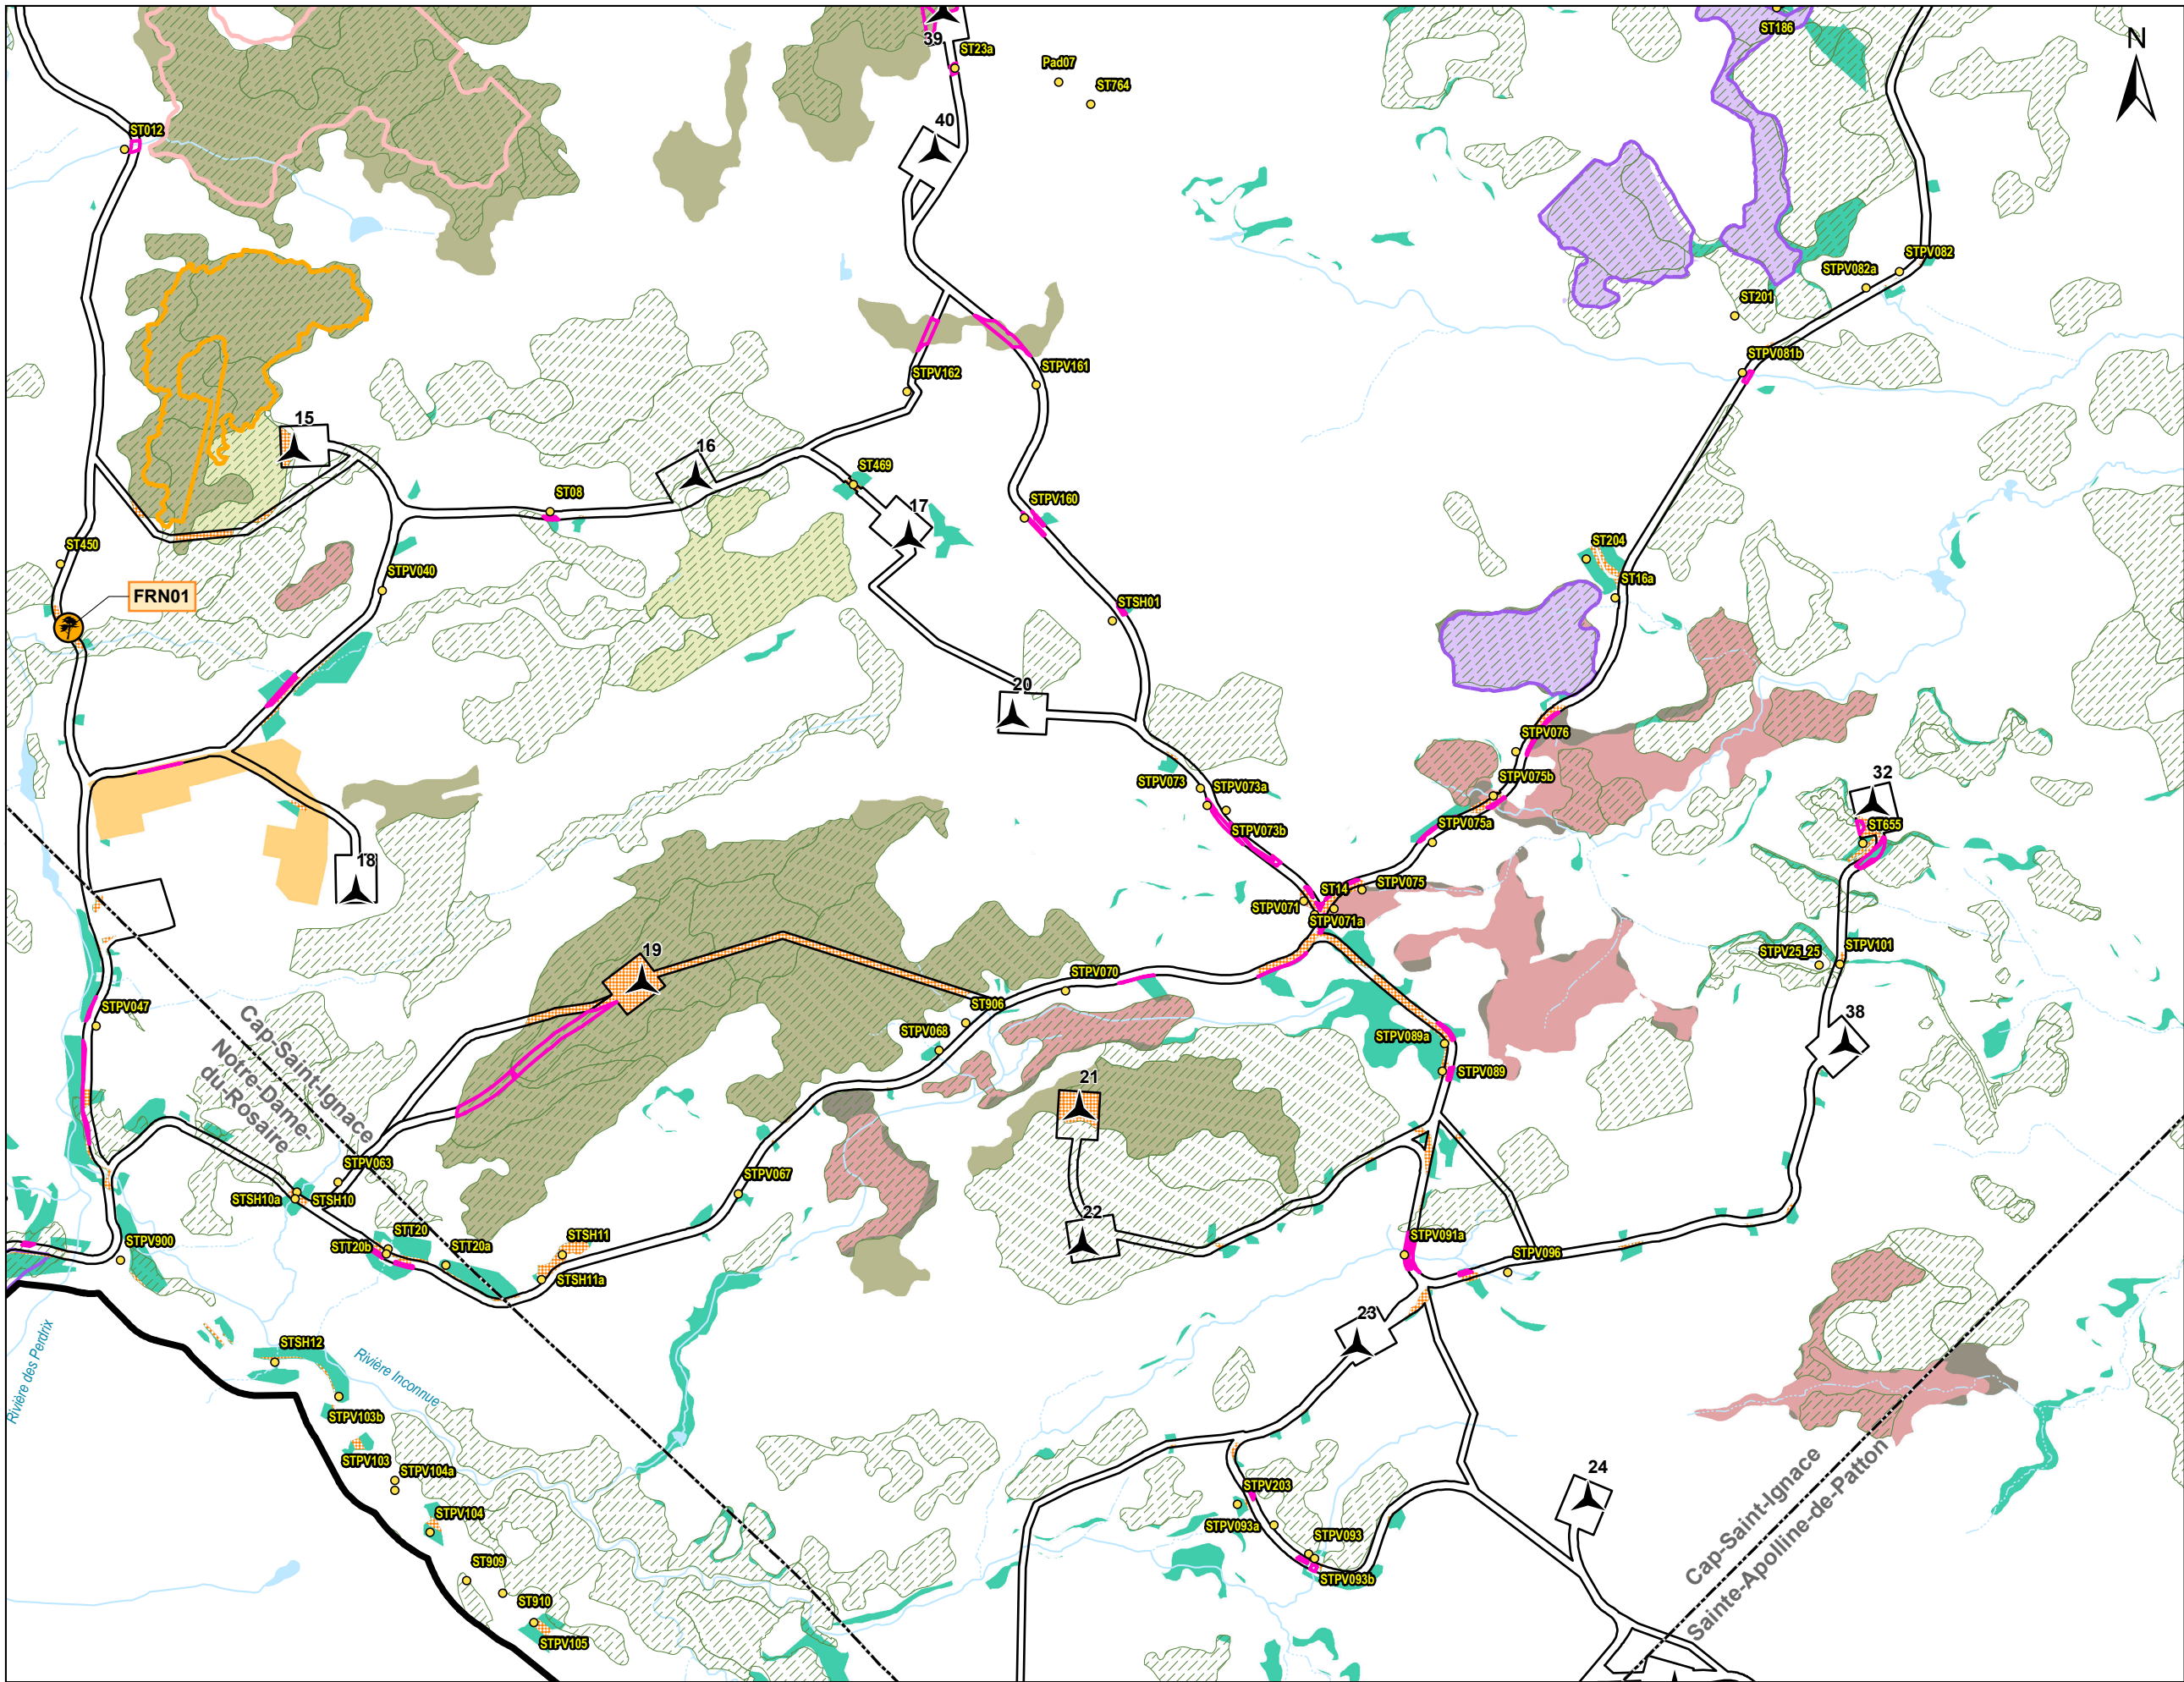 ST186
N
39
ST23a
Pad07
ST764
40
ST012
STPV082
STPV082a
ST201
STPV081b
STPV162
STPV161
15
16
ST469
ST08
17
STPV160
ST450
ST204
STPV040
ST16a
FRN01
STSH01
20
STPV076
STPV073
STPV073a
STPV075b
32
STPV073b
STPV075a
ST655
18
ST14
STPV075
STPV071
STPV071a
19
STPV070
STPV25_25
STPV101
ST906
STPV047
STPV068
38
Cap-Saint-Ignace
Notre-Dame-
du-Rosaire
STPV089a
STPV089
21
STPV063
STPV067
STSH10a
STSH10
22
STPV900
STT20
STT20b
STT20a
STSH11
STSH11a
STPV091a
STPV096
23
STSH12
Rivière des Perdrix
Rivière Inconnue
STPV103b
STPV103
STPV104a
STPV203
24
STPV104
STPV093a
STPV093
Cap-Saint-Ignace
Sainte-Apolline-de-Patton
ST909
STPV093b
ST910
STPV105